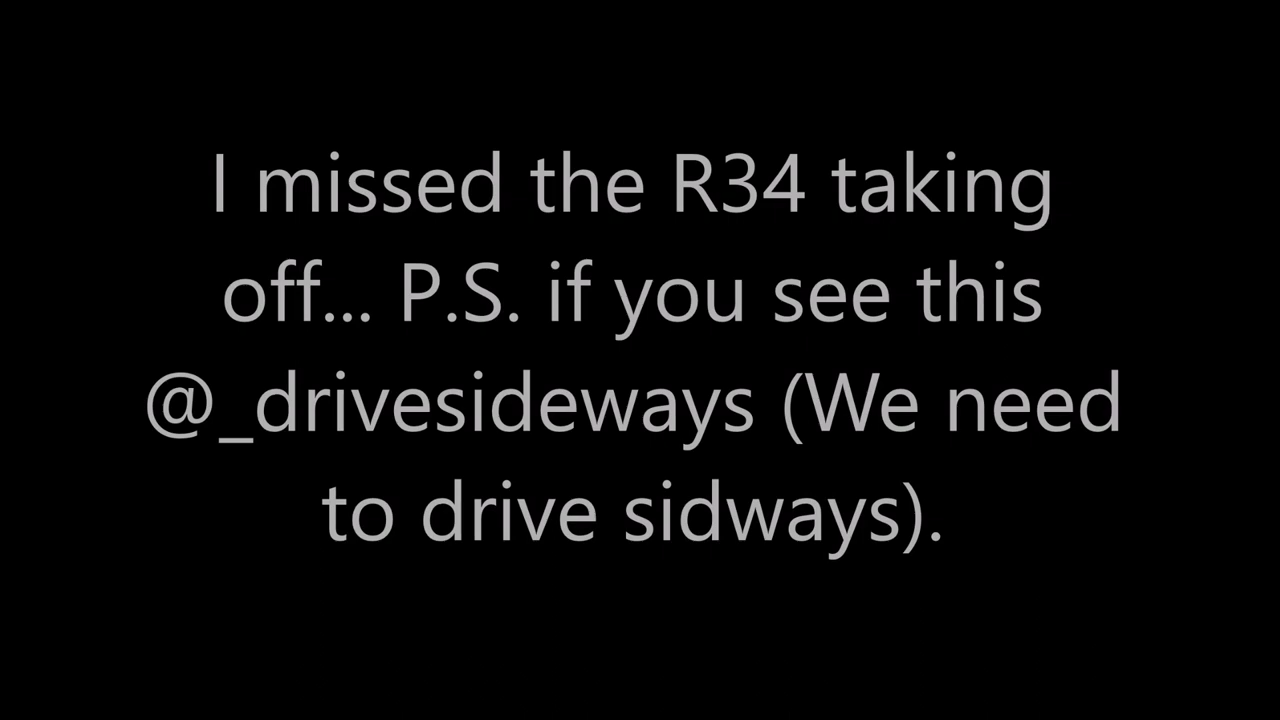 I missed the R34 taking
off... P.S. if you see this
@_drivesideways (We need
to drive sidways).